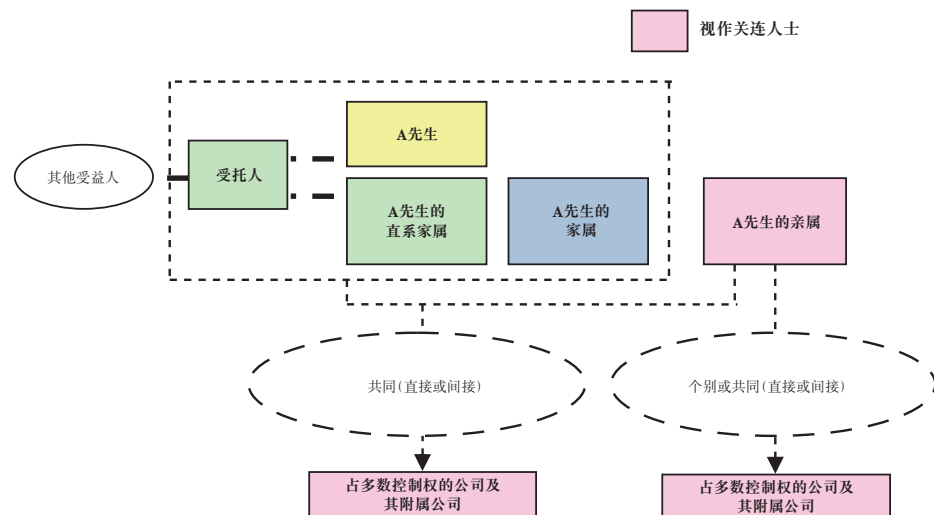 视作关连人士
A先生
其他受益人
受托人
A先生的
直系家属
A先生的
家属
A先生的亲属
共同(直接或间接)
个别或共同(直接或间接)
占多数控制权的公司及
其附属公司
占多数控制权的公司及
其附属公司